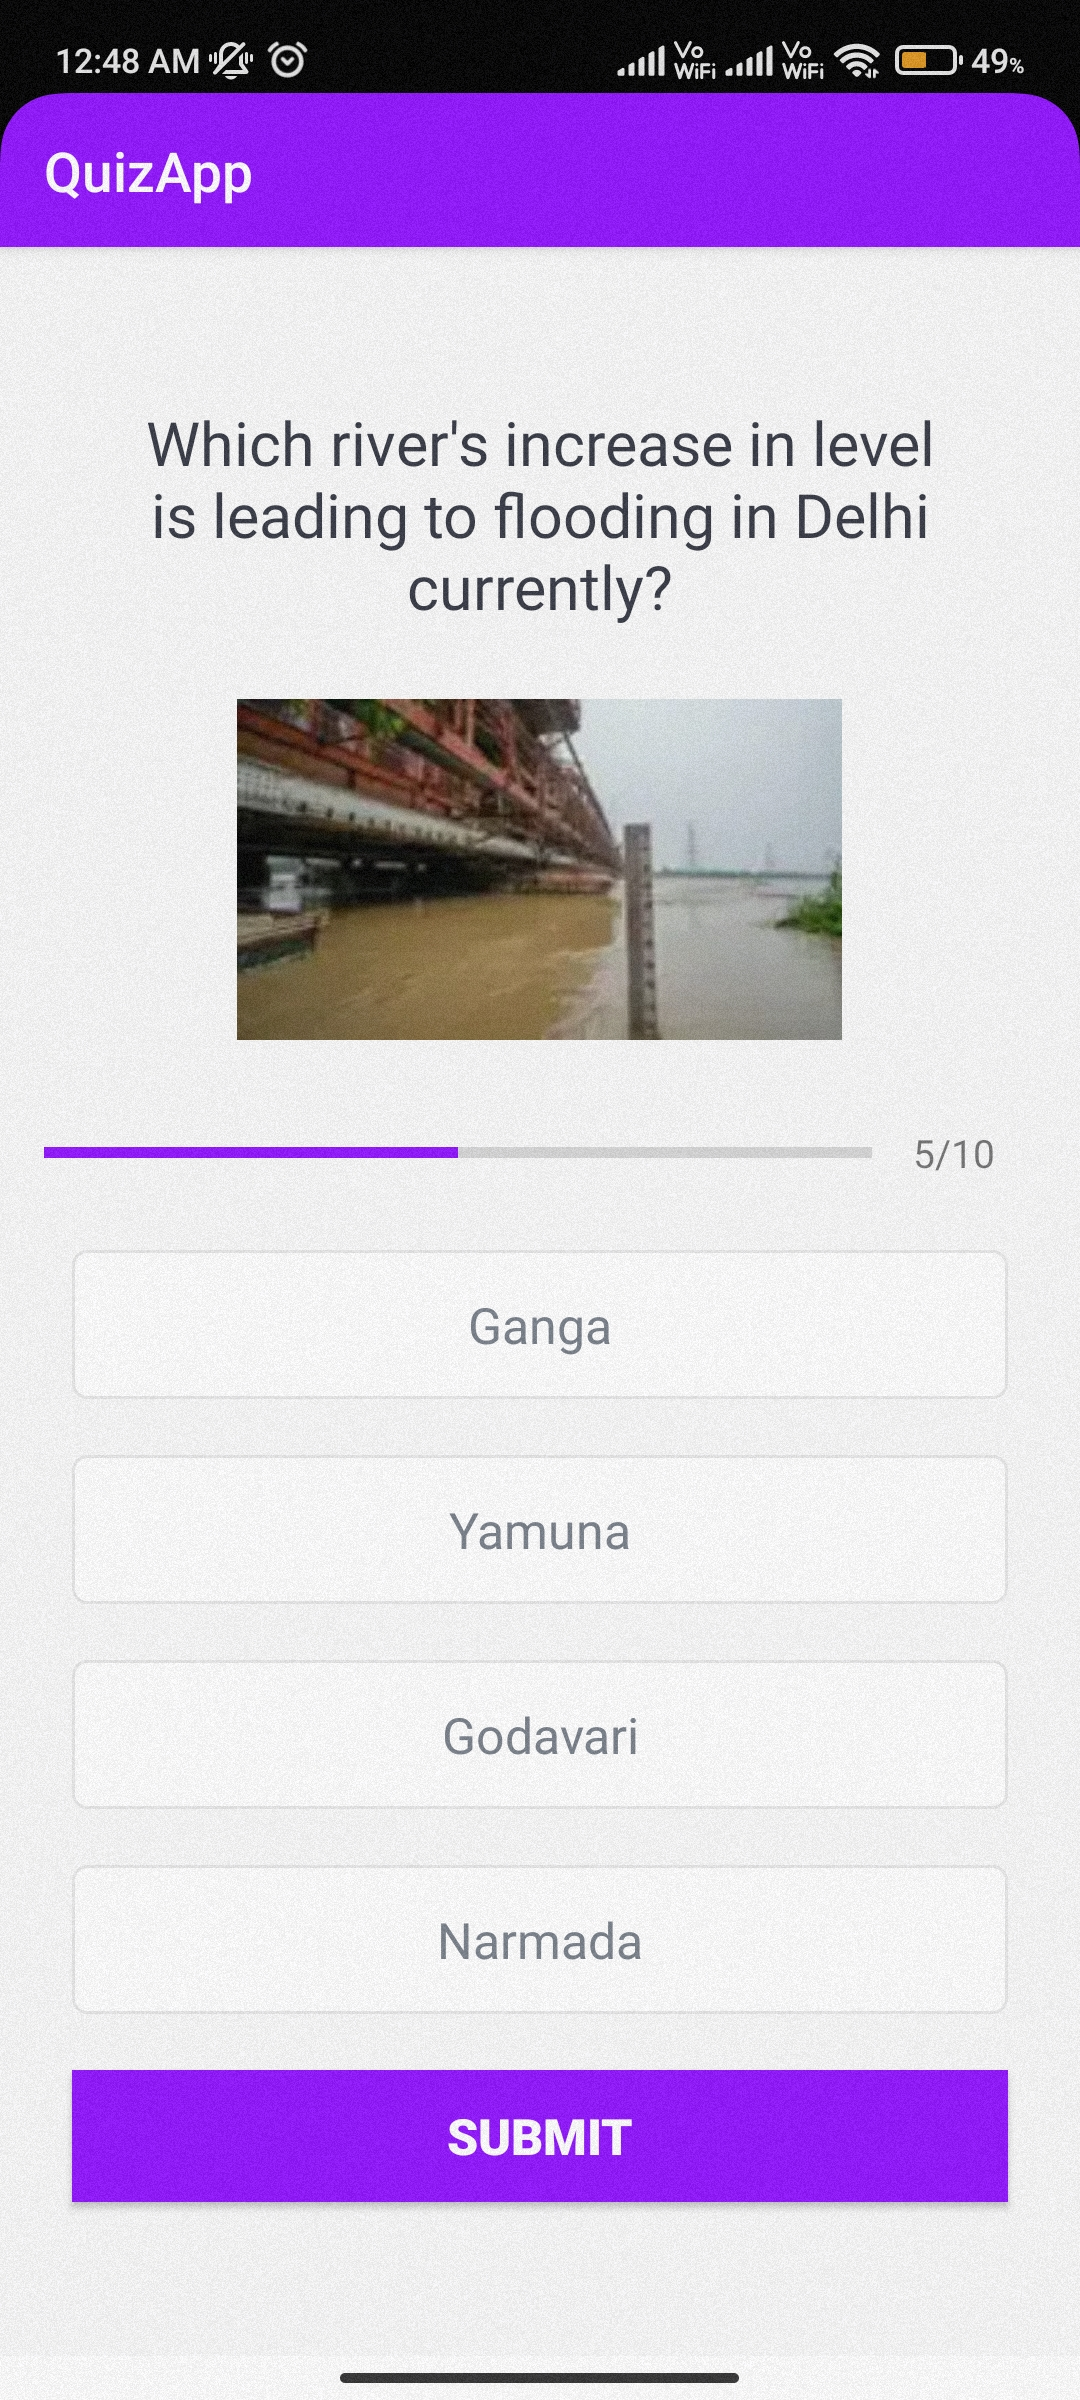 12:48 AM Vo WiFi Vo WiFi 49%
QuizApp
Which river's increase in level
is leading to flooding in Delhi
currently?
5/10
Ganga
Yamuna
Godavari
Narmada
SUBMIT